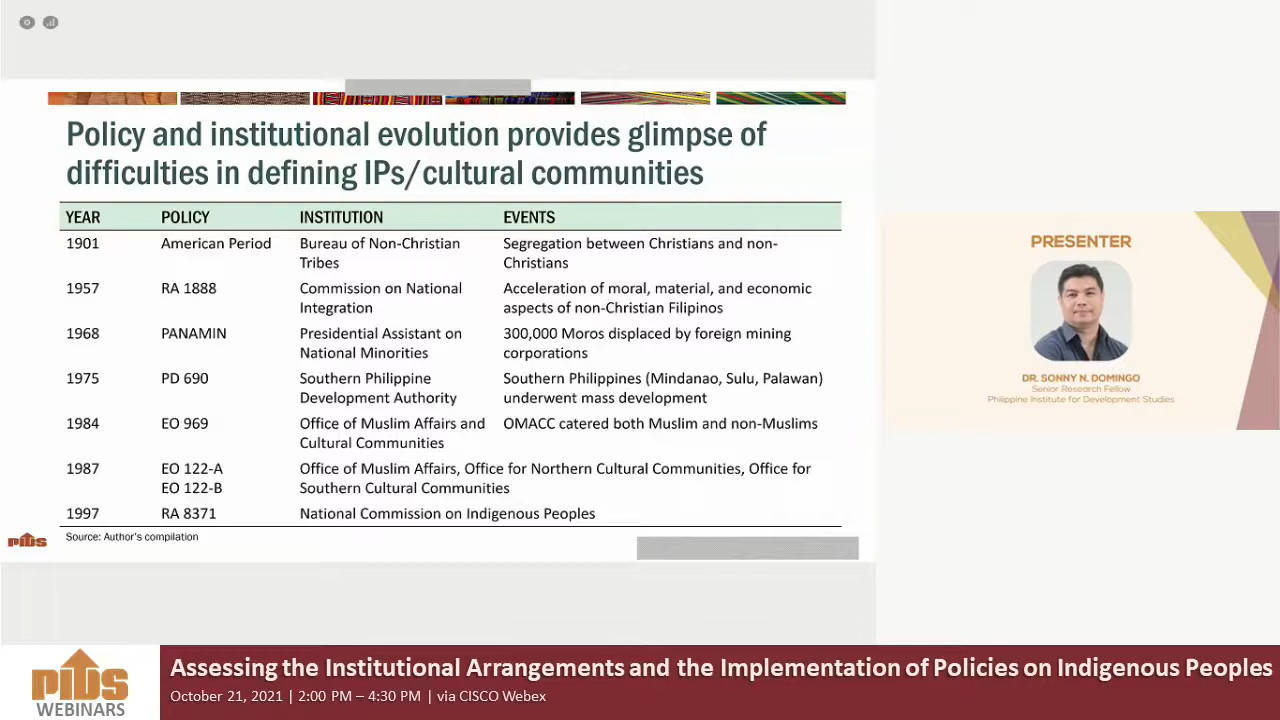 Policy and institutional evolution provides glimpse of
difficulties in defining IPs/cultural communities
YEAR POLICY INSTITUTION EVENTS
1901 American Period Bureau of Non-Christian Tribes Segregation between Christians and non-Christians
1957 RA 1888 Commission on National Integration Acceleration of moral, material, and economic aspects of non-Christian Filipinos
1968 PANAMIN Presidential Assistant on National Minorities 300,000 Moros displaced by foreign mining corporations
1975 PD 690 Southern Philippine Development Authority Southern Philippines (Mindanao, Sulu, Palawan) underwent mass development
1984 EO 969 Office of Muslim Affairs and Cultural Communities OMACC catered both Muslim and non-Muslims
1987 EO 122-A EO 122-B Office of Muslim Affairs, Office for Northern Cultural Communities, Office for Southern Cultural Communities
1997 RA 8371 National Commission on Indigenous Peoples
pids
Source: Author's compilation
PRESENTER
DR. SONNY N. DOMINGO
Senior Research Fellow
Philippine Institute for Development Studies
pids
WEBINARS
Assessing the Institutional Arrangements and the Implementation of Policies on Indigenous Peoples
October 21, 2021 | 2:00 PM – 4:30 PM | via CISCO Webex